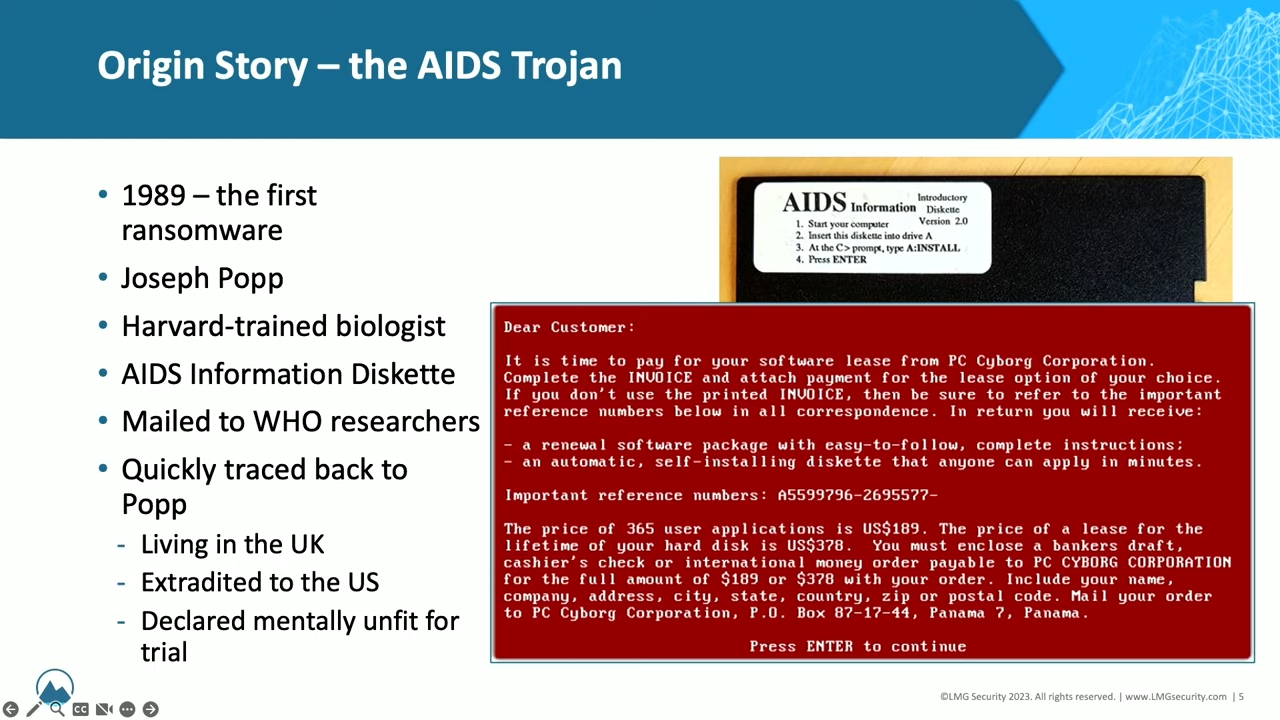 Origin Story – the AIDS Trojan
• 1989 – the first
ransomware
• Joseph Popp
• Harvard-trained biologist
• AIDS Information Diskette
• Mailed to WHO researchers
• Quickly traced back to
Popp
- Living in the UK
- Extradited to the US
- Declared mentally unfit for
trial
AIDS Information
Introductory
Diskette
Version 2.0
1. Start your computer
2. Insert this diskette into drive A
3. At the C> prompt, type A:INSTALL
4. Press ENTER
Dear Customer:
It is time to pay for your software lease from PC Cyborg Corporation.
Complete the INVOICE and attach payment for the lease option of your choice.
If you don't use the printed INVOICE, then be sure to refer to the important
reference numbers below in all correspondence. In return you will receive:
- a renewal software package with easy-to-follow, complete instructions;
- an automatic, self-installing diskette that anyone can apply in minutes.
Important reference numbers: A5599796-2695577-
The price of 365 user applications is US$189. The price of a lease for the
lifetime of your hard disk is US$378. You must enclose a bankers draft,
cashier's check or international money order payable to PC CYBORG CORPORATION
for the full amount of $189 or $378 with your order. Include your name,
company, address, city, state, country, zip or postal code. Mail your order
to PC Cyborg Corporation, P.O. Box 87-17-44, Panama 7, Panama.
Press ENTER to continue
CC
©LMG Security 2023. All rights reserved. | www.LMGsecurity.com | 5